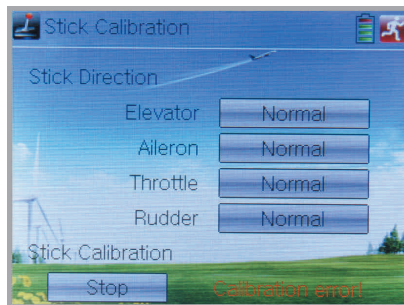 Stick Calibration
Stick Direction
Elevator Normal
Aileron Normal
Throttle Normal
Rudder Normal
Stick Calibration
Stop Calibration error!